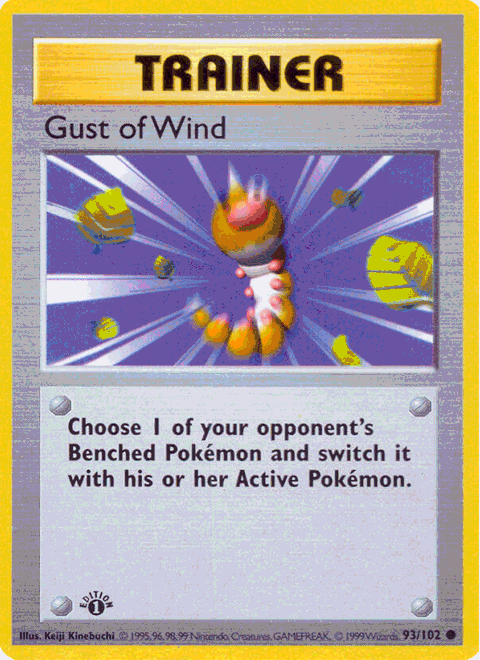 TRAINER
Gust of Wind
Choose 1 of your opponent's
Benched Pokémon and switch it
with his or her Active Pokémon.
EDITION
1
Illus. Keiji Kinebuchi © 1995, 96, 98, 99 Nintendo, Creatures, GAMEFREAK. © 1999 Wizards. 93/102